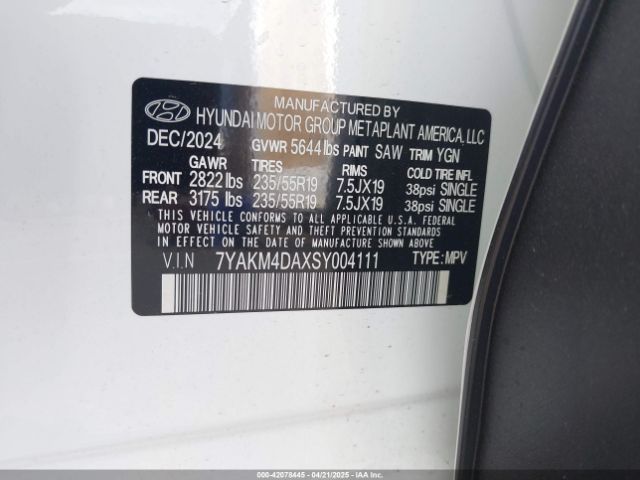 MANUFACTURED BY
HYUNDAI MOTOR GROUP METAPLANT AMERICA, LLC
DEC/2024 GVWR 5644 lbs PAINT SAW TRIM YGN
GAWR TIRES RIMS COLD TIRE INFL
FRONT 2822 lbs 235/55R19 7.5JX19 38psi SINGLE
REAR 3175 lbs 235/55R19 7.5JX19 38psi SINGLE
THIS VEHICLE CONFORMS TO ALL APPLICABLE U.S.A. FEDERAL
MOTOR VEHICLE SAFETY AND THEFT PREVENTION STANDARDS
IN EFFECT ON THE DATE OF MANUFACTURE SHOWN ABOVE.
V.I.N 7YAKM4DAXSY004111 TYPE: MPV
000-42078445 - 04/21/2025 - IAAI